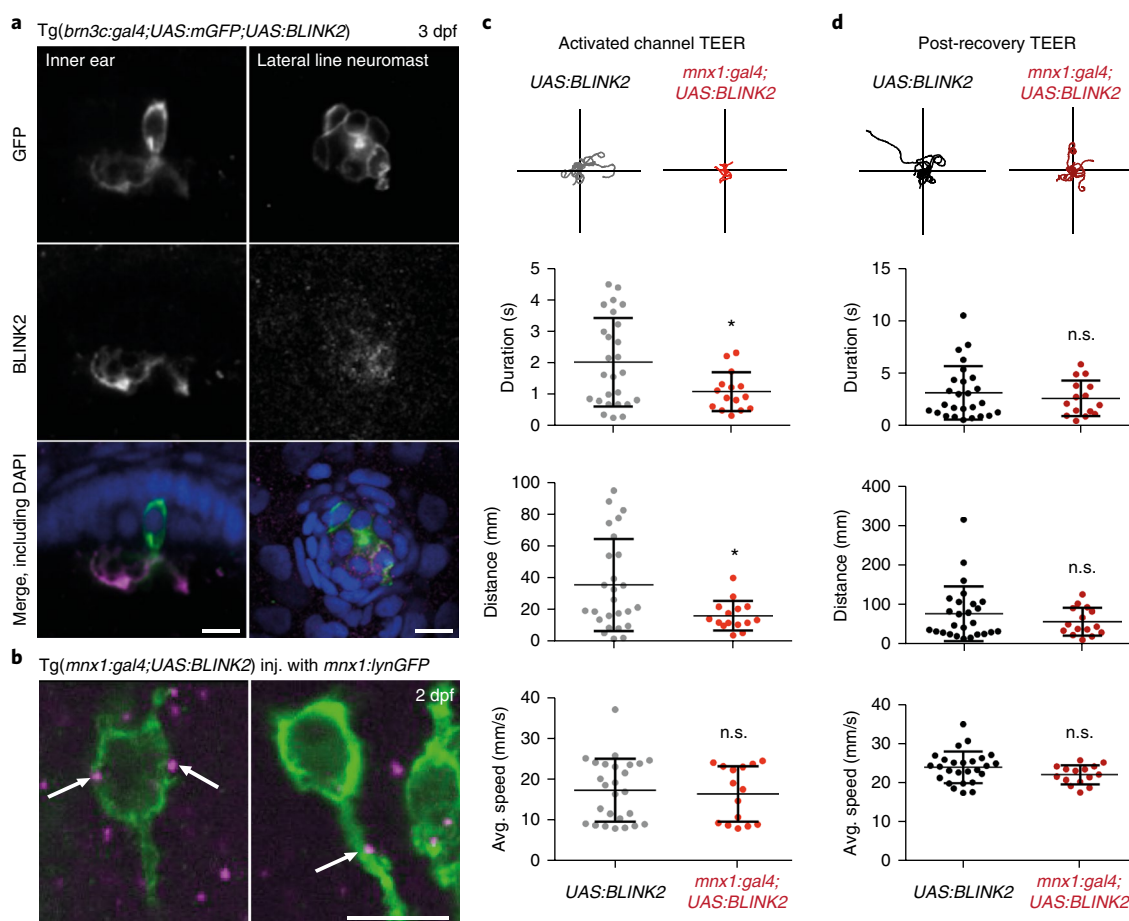 a
Tg(brn3c:gal4;UAS:mGFP;UAS:BLINK2)
3 dpf
Inner ear
Lateral line neuromast
GFP
BLINK2
Merge, including DAPI
b
Tg(mnx1:gal4;UAS:BLINK2) inj. with mnx1:lynGFP
2 dpf
c
Activated channel TEER
UAS:BLINK2
mnx1:gal4;
UAS:BLINK2
Duration (s)
5
4
3
2
1
0
*
Distance (mm)
100
80
60
40
20
0
*
Avg. speed (mm/s)
40
30
20
10
0
n.s.
UAS:BLINK2
mnx1:gal4;
UAS:BLINK2
d
Post-recovery TEER
UAS:BLINK2
mnx1:gal4;
UAS:BLINK2
Duration (s)
15
10
5
0
n.s.
Distance (mm)
400
300
200
100
0
n.s.
Avg. speed (mm/s)
40
30
20
10
0
n.s.
UAS:BLINK2
mnx1:gal4;
UAS:BLINK2